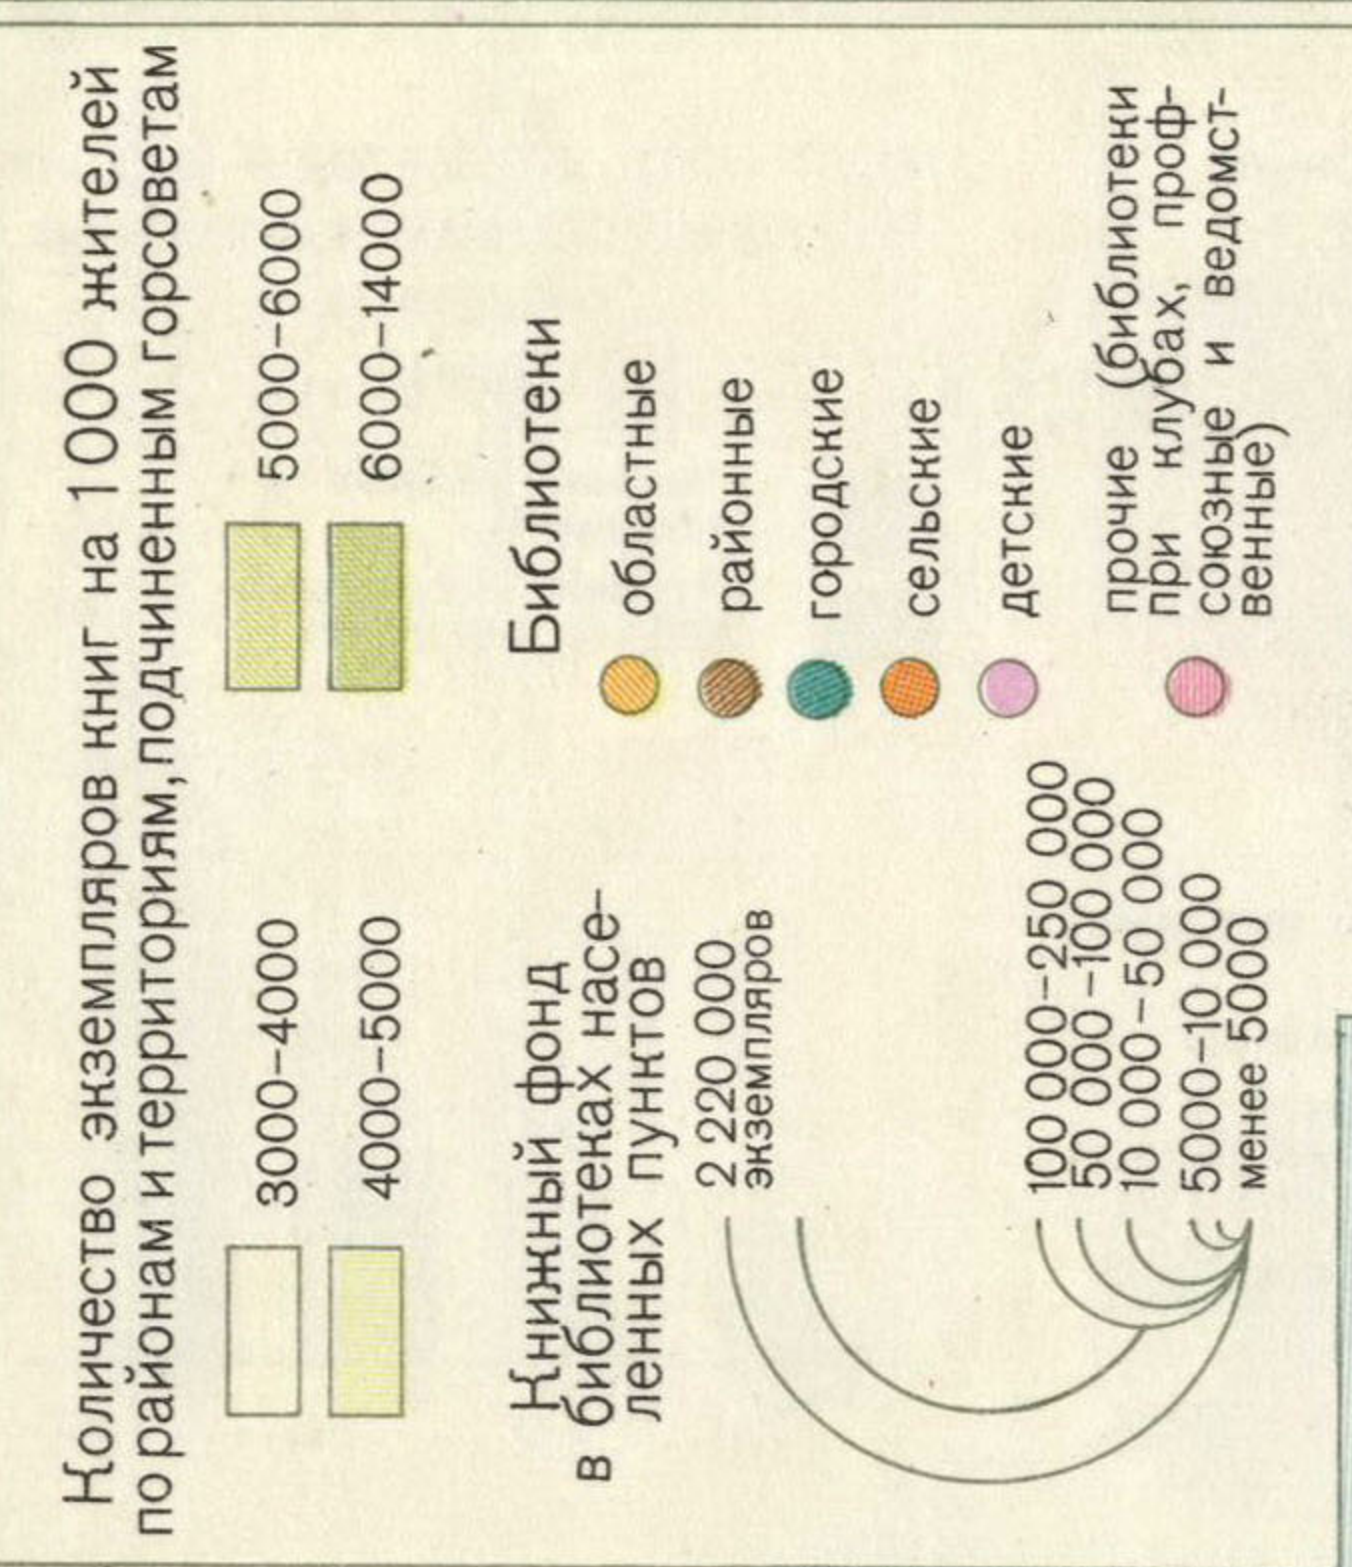 Количество экземпляров книг на 1 000 жителей
по районам и территориям, подчиненным горсоветам
3000–4000
4000–5000
5000–6000
6000–14000
Книжный фонд
в библиотеках насе-
ленных пунктов
2 220 000
экземпляров
100 000–250 000
50 000–100 000
10 000–50 000
5000–10 000
менее 5000
Библиотеки
областные
районные
городские
сельские
детские
прочие (библиотеки
при клубах, проф-
союзные и ведомст-
венные)